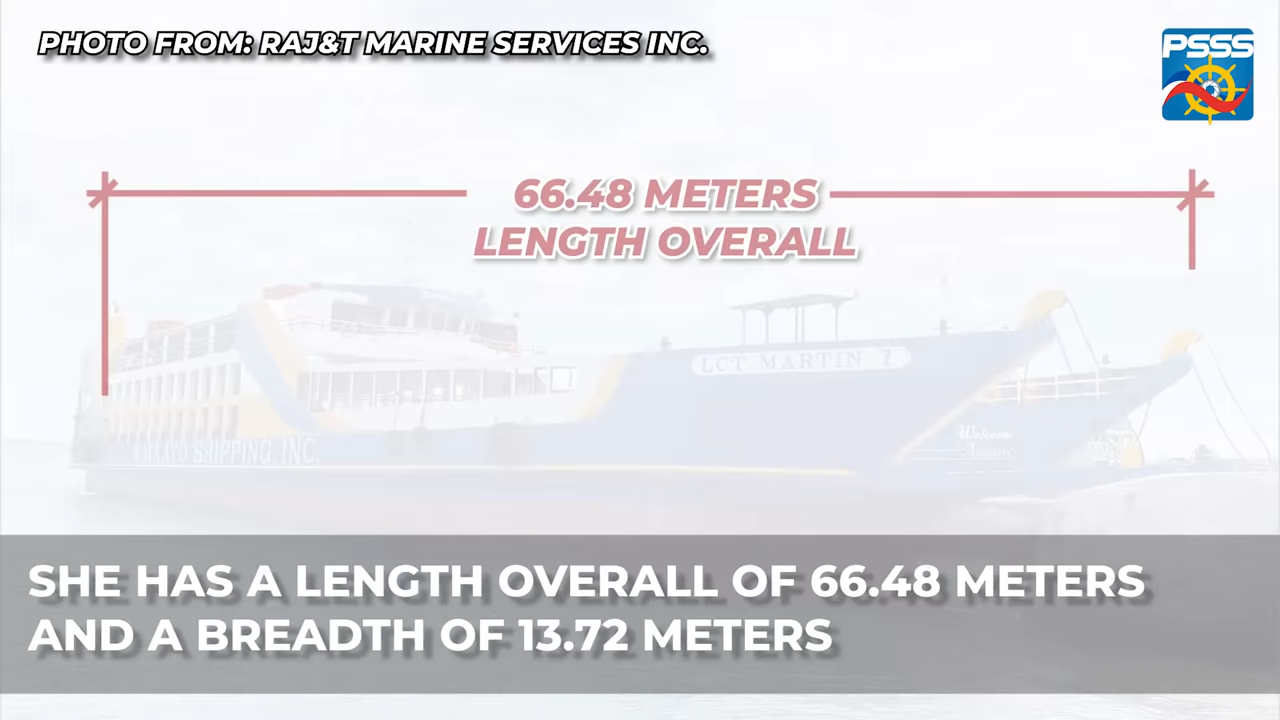 PHOTO FROM: RAJ&T MARINE SERVICES INC.
PSSS
66.48 METERS
LENGTH OVERALL
LCT MARTIN 7
SHIPPING, INC.
Welcome
SHE HAS A LENGTH OVERALL OF 66.48 METERS
AND A BREADTH OF 13.72 METERS